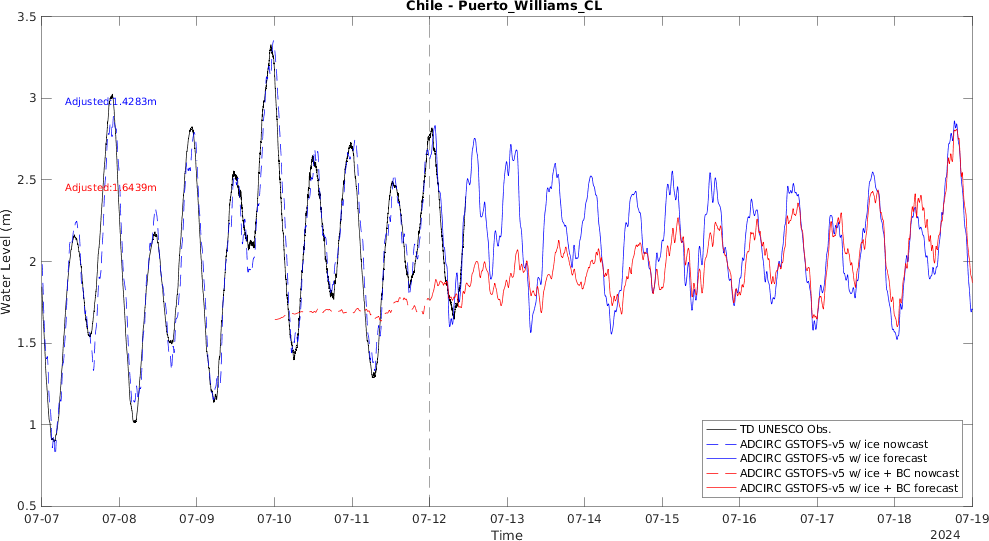 Chile - Puerto_Williams_CL
3.5
3
2.5
2
1.5
1
0.5
Water Level (m)
Adjusted:1.4283m
Adjusted:1.6439m
TD UNESCO Obs.
ADCIRC GSTOFS-v5 w/ ice nowcast
ADCIRC GSTOFS-v5 w/ ice forecast
ADCIRC GSTOFS-v5 w/ ice + BC nowcast
ADCIRC GSTOFS-v5 w/ ice + BC forecast
07-07 07-08 07-09 07-10 07-11 07-12 07-13 07-14 07-15 07-16 07-17 07-18 07-19
Time
2024